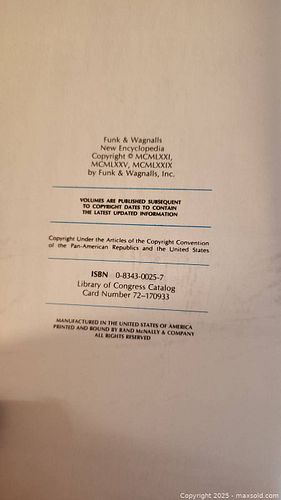 Funk & Wagnalls
New Encyclopedia
Copyright © MCMLXXI,
MCMLXXV, MCMLXXIX
by Funk & Wagnalls, Inc.
VOLUMES ARE PUBLISHED SUBSEQUENT
TO COPYRIGHT DATES TO CONTAIN
THE LATEST UPDATED INFORMATION
Copyright Under the Articles of the Copyright Convention
of the Pan-American Republics and the United States
ISBN 0-8343-0025-7
Library of Congress Catalog
Card Number 72-170933
MANUFACTURED IN THE UNITED STATES OF AMERICA
PRINTED AND BOUND BY RAND McNALLY & COMPANY
ALL RIGHTS RESERVED
Copyright 2025 - maxsold.com